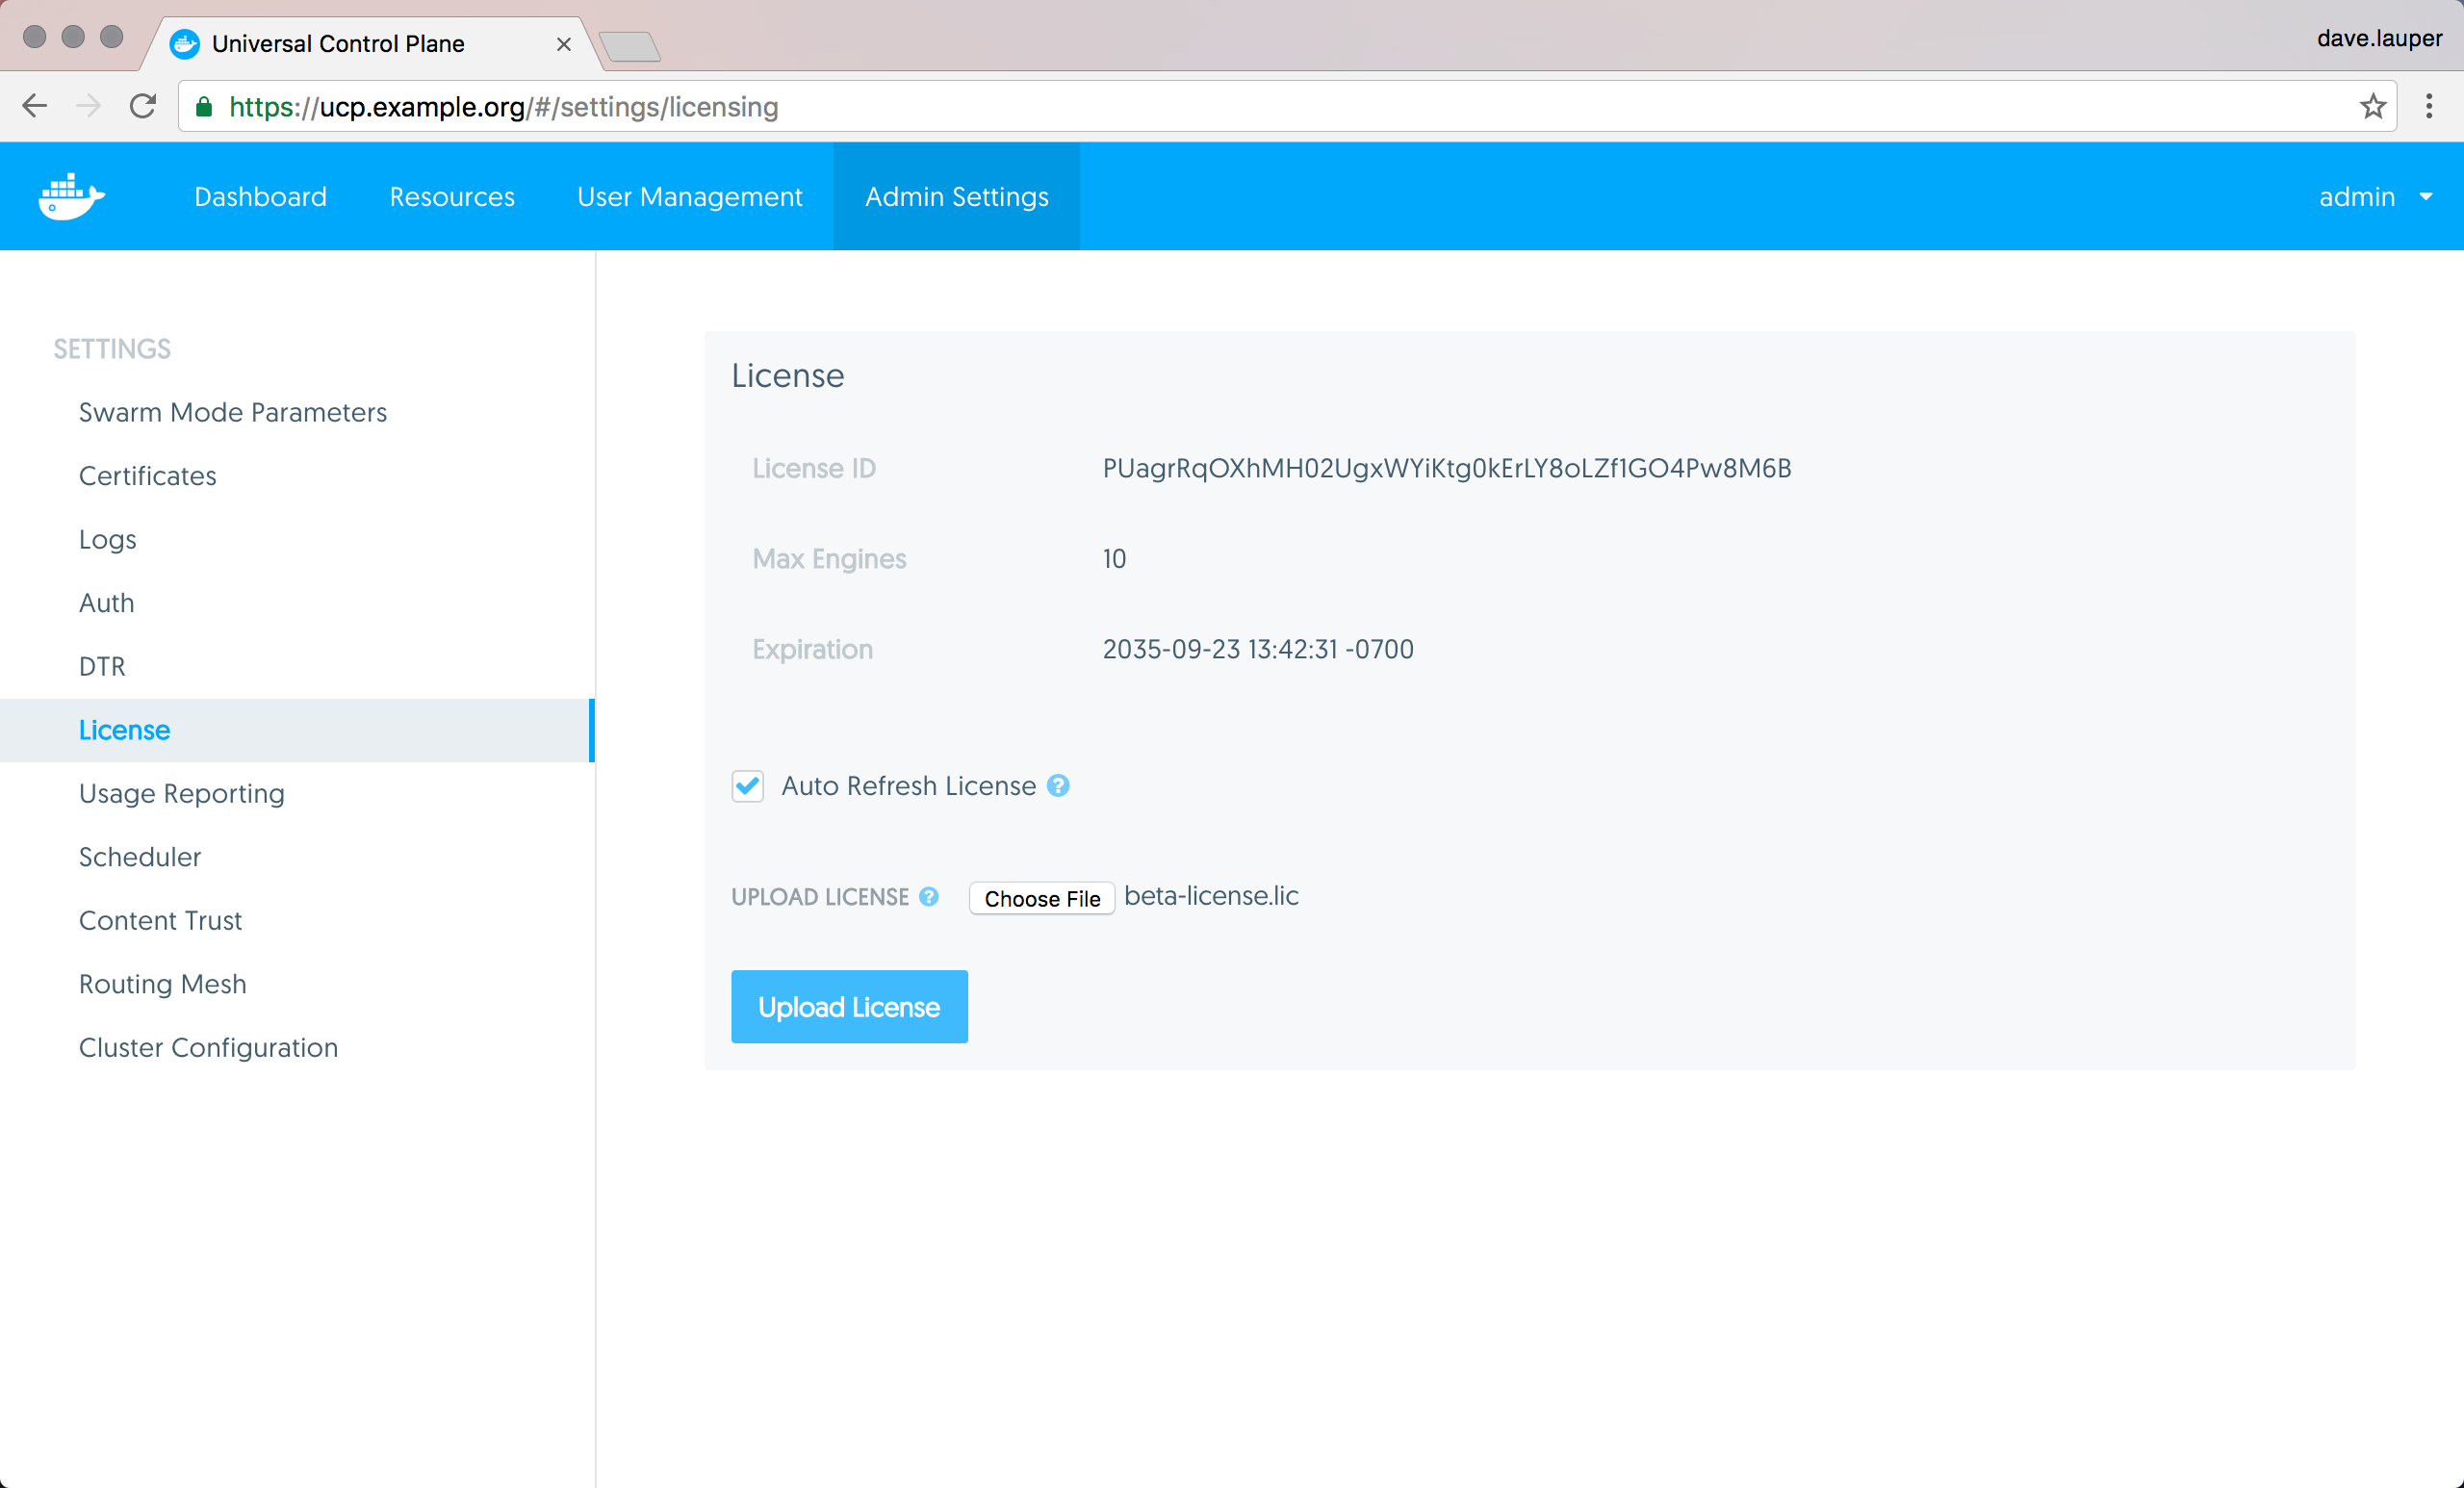 Universal Control Plane
dave.lauper
https://ucp.example.org/#/settings/licensing
Dashboard Resources User Management Admin Settings admin
SETTINGS
Swarm Mode Parameters
Certificates
Logs
Auth
DTR
License
Usage Reporting
Scheduler
Content Trust
Routing Mesh
Cluster Configuration
License
License ID PUagrRqOXhMH02UgxWYiKtg0kErLY8oLZf1GO4Pw8M6B
Max Engines 10
Expiration 2035-09-23 13:42:31 -0700
Auto Refresh License ?
UPLOAD LICENSE ? Choose File beta-license.lic
Upload License